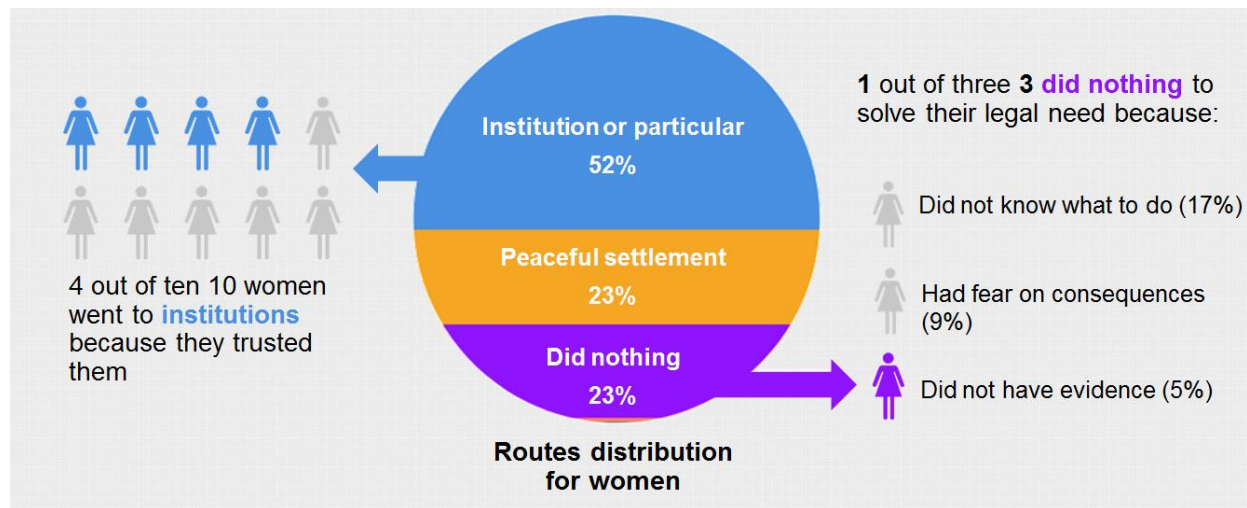 4 out of ten 10 women
went to institutions
because they trusted
them
Institution or particular
52%
Peaceful settlement
23%
Did nothing
23%
Routes distribution
for women
1 out of three 3 did nothing to
solve their legal need because:
Did not know what to do (17%)
Had fear on consequences
(9%)
Did not have evidence (5%)